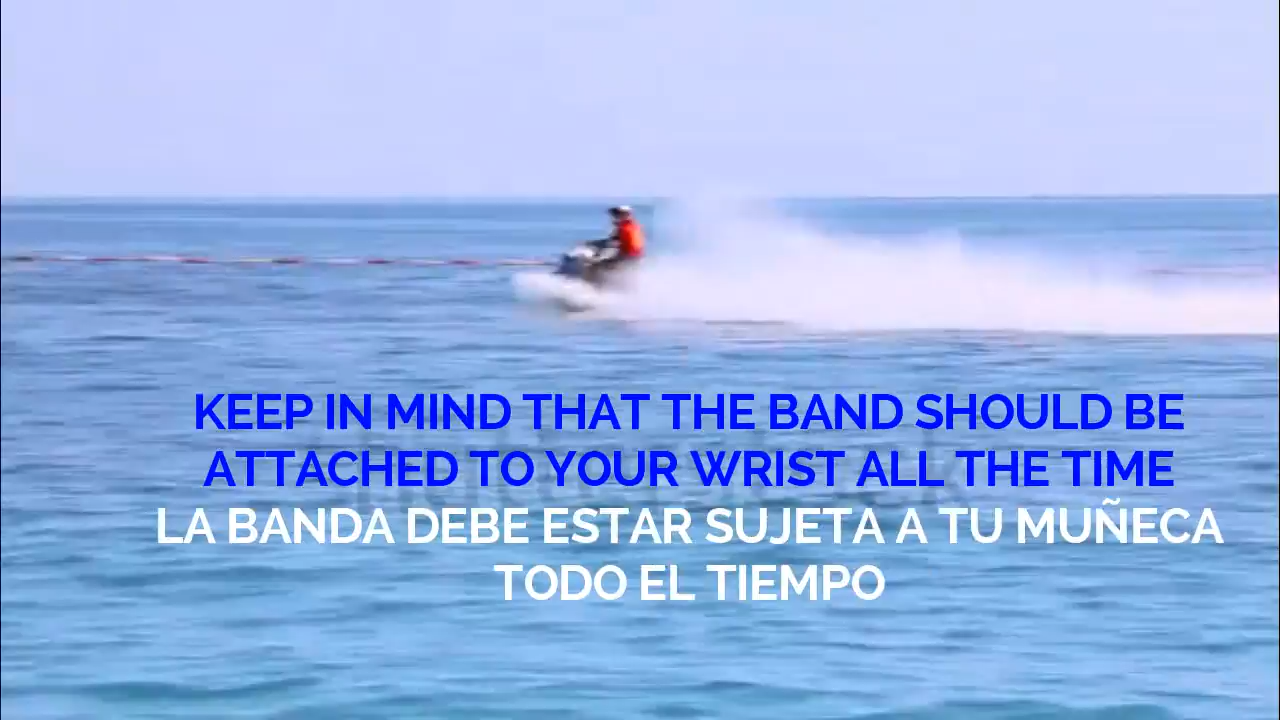 KEEP IN MIND THAT THE BAND SHOULD BE
ATTACHED TO YOUR WRIST ALL THE TIME
LA BANDA DEBE ESTAR SUJETA A TU MUÑECA
TODO EL TIEMPO